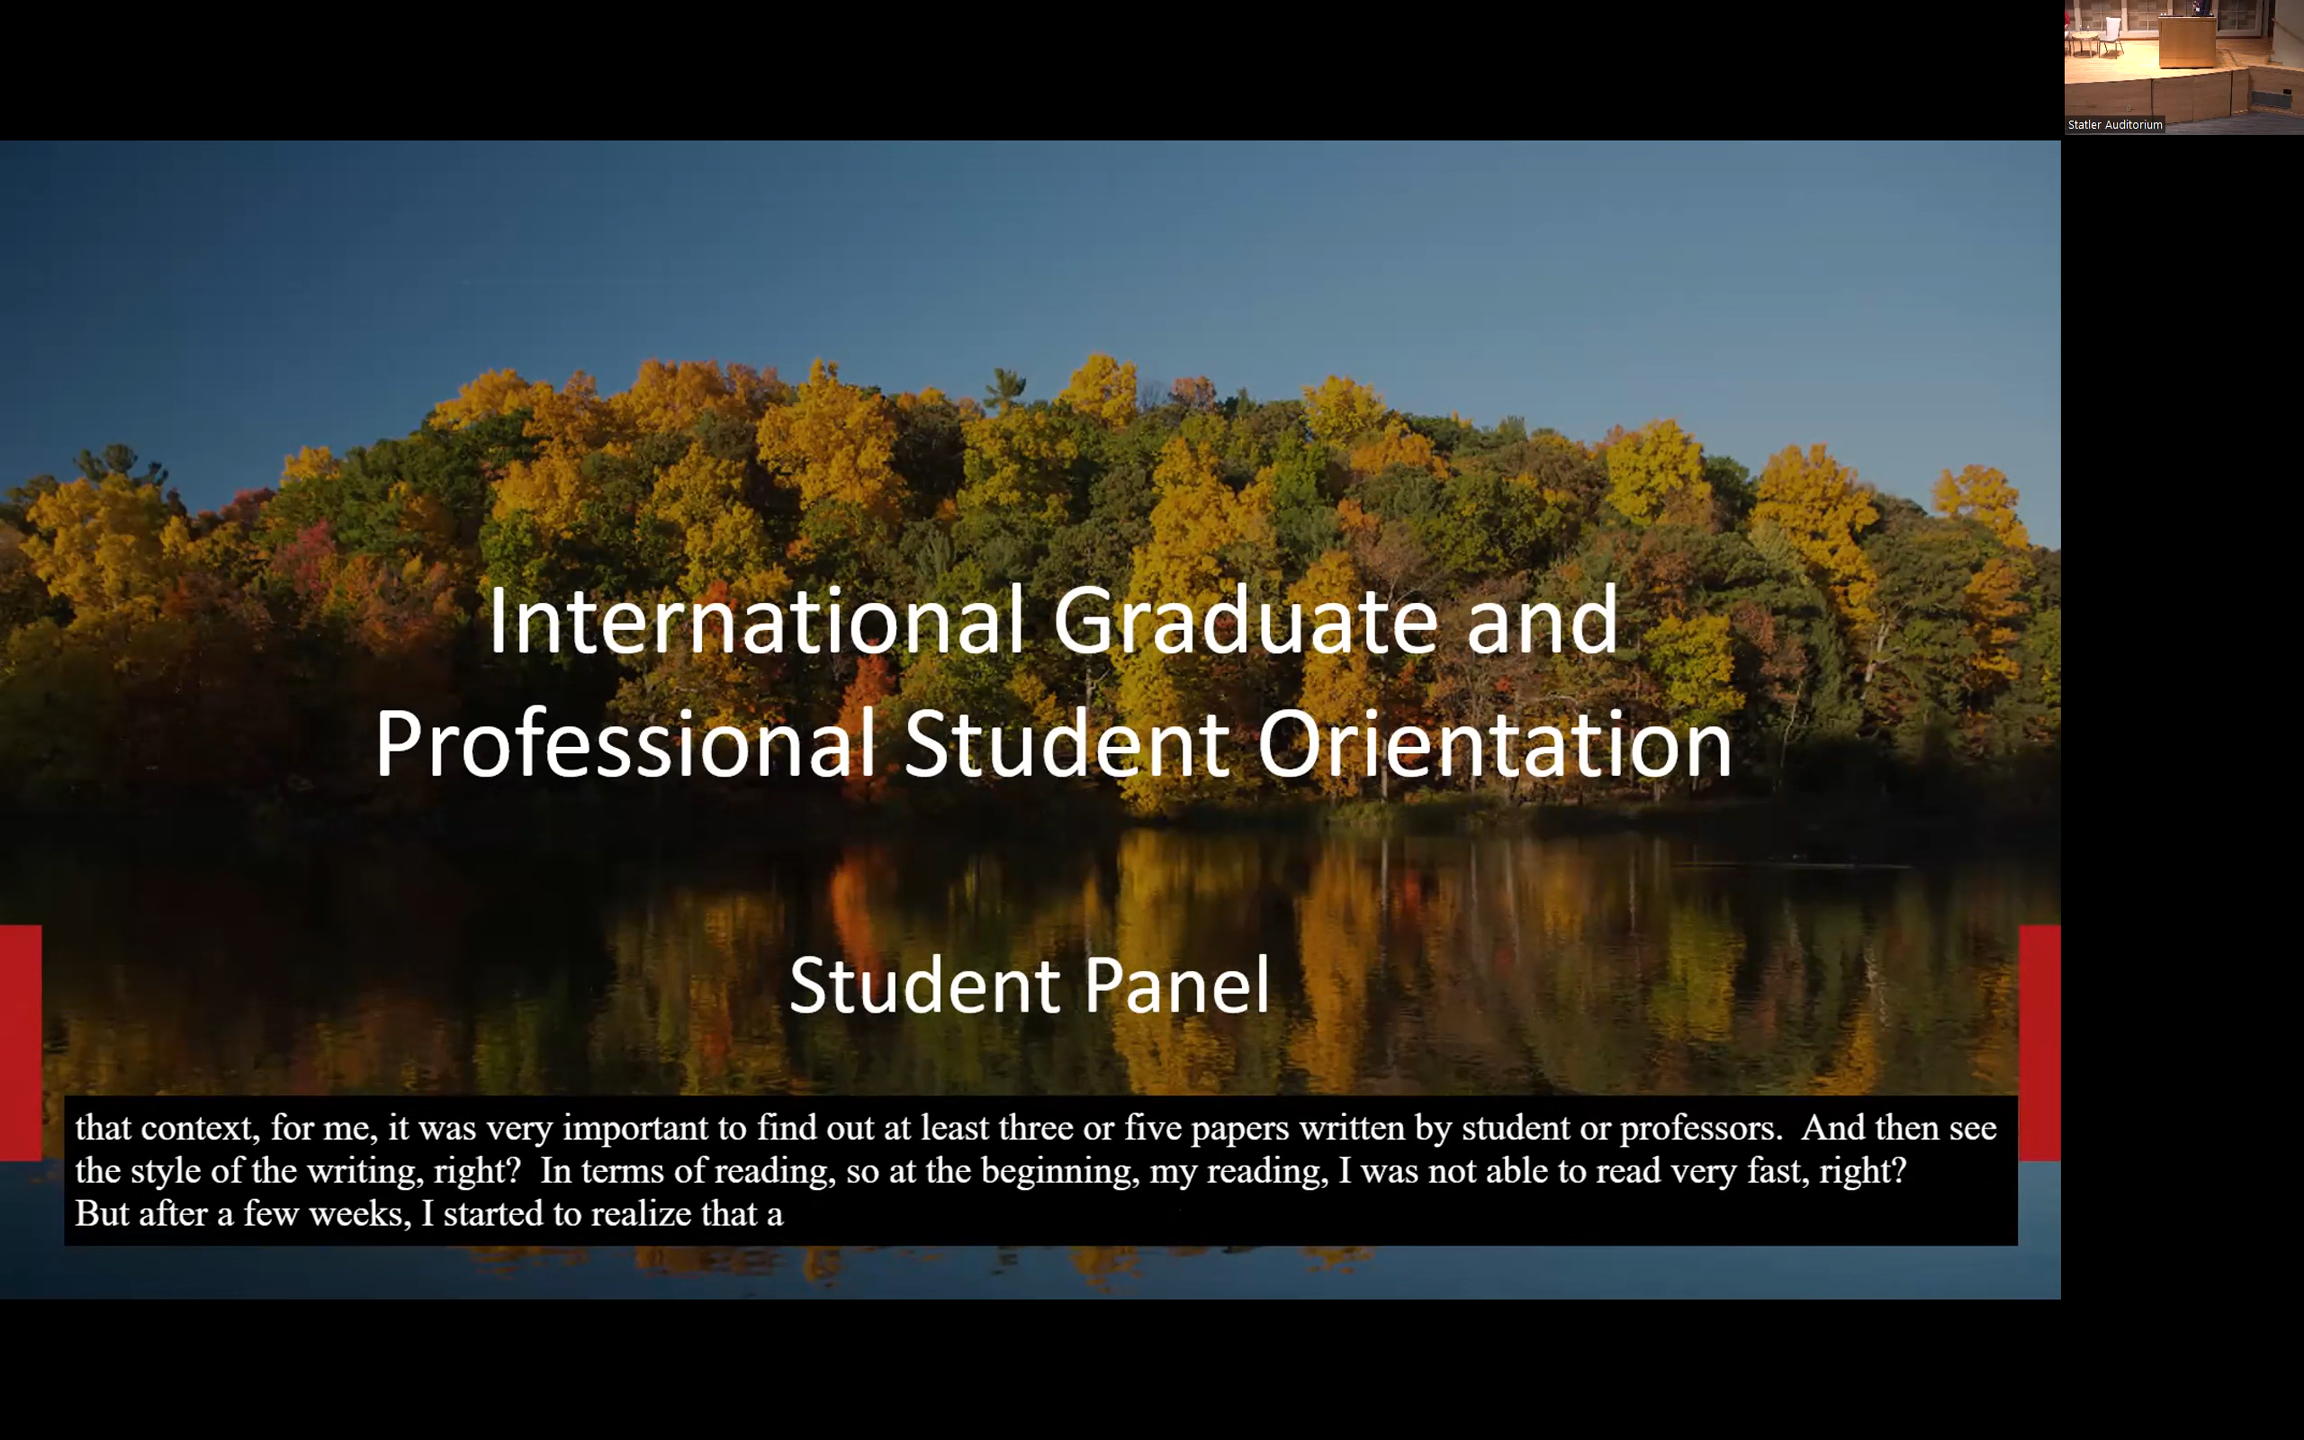 Statler Auditorium
International Graduate and
Professional Student Orientation
Student Panel
that context, for me, it was very important to find out at least three or five papers written by student or professors.  And then see
the style of the writing, right?  In terms of reading, so at the beginning, my reading, I was not able to read very fast, right?
But after a few weeks, I started to realize that a